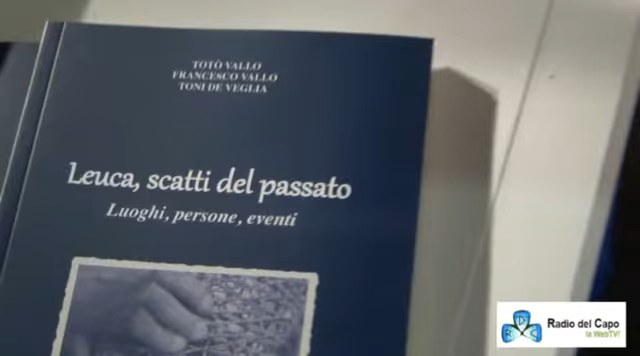 TOTÒ VALLO
FRANCESCO VALLO
TONI DE VEGLIA
Leuca, scatti del passato
Luoghi, persone, eventi
Radio del Capo
la WebTV!